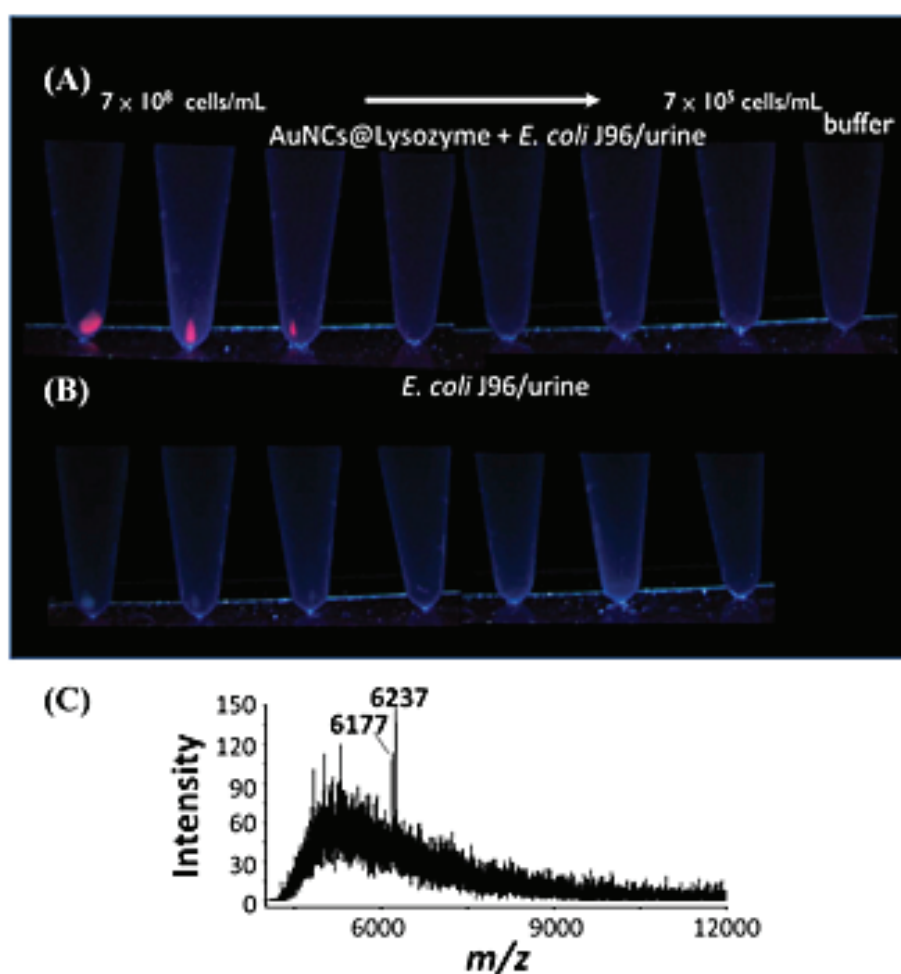 (A)
7 × 10⁸ cells/mL
7 × 10⁵ cells/mL
buffer
AuNCs@Lysozyme + E. coli J96/urine
(B)
E. coli J96/urine
(C)
150
120
90
60
30
0
Intensity
6237
6177
6000
9000
12000
m/z